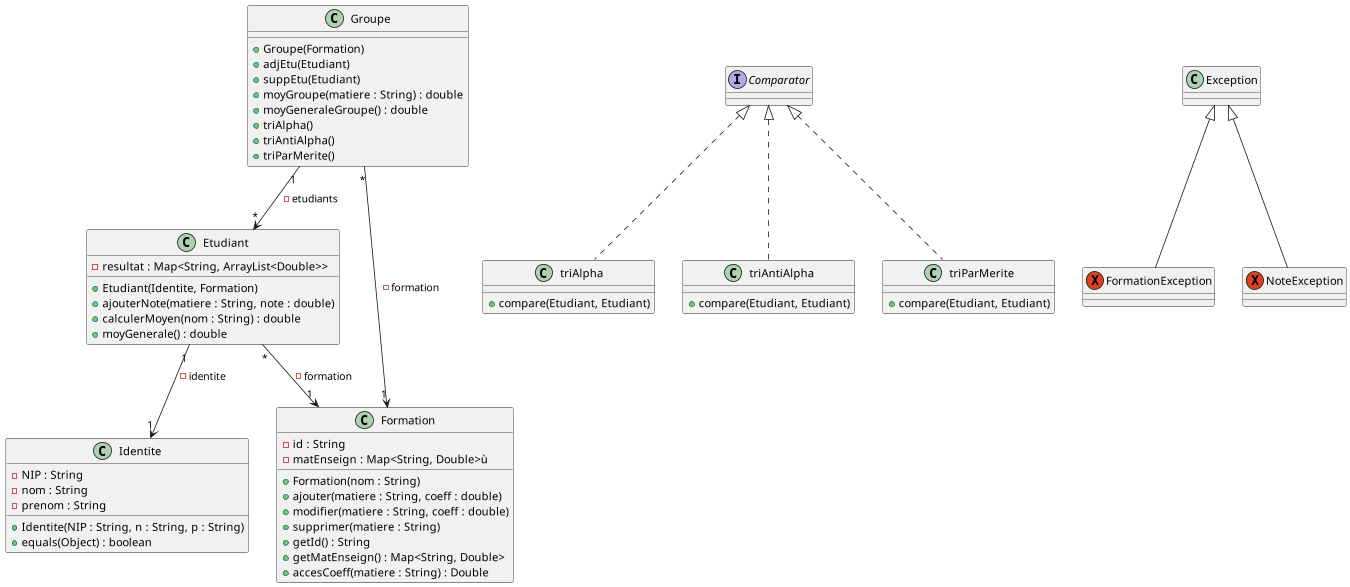 Groupe
Groupe(Formation)
adjEtu(Etudiant)
suppEtu(Etudiant)
moyGroupe(matiere : String) : double
moyGeneraleGroupe() : double
triAlpha()
triAntiAlpha()
triParMerite()
1
*
etudiants
*
formation
1
Etudiant
resultat : Map<String, ArrayList<Double>>
Etudiant(Identite, Formation)
ajouterNote(matiere : String, note : double)
calculerMoyen(nom : String) : double
moyGenerale() : double
1
identite
1
*
formation
1
Identite
NIP : String
nom : String
prenom : String
Identite(NIP : String, n : String, p : String)
equals(Object) : boolean
Formation
id : String
matEnseign : Map<String, Double>ù
Formation(nom : String)
ajouter(matiere : String, coeff : double)
modifier(matiere : String, coeff : double)
supprimer(matiere : String)
getId() : String
getMatEnseign() : Map<String, Double>
accesCoeff(matiere : String) : Double
I Comparator
C triAlpha
compare(Etudiant, Etudiant)
C triAntiAlpha
compare(Etudiant, Etudiant)
C triParMerite
compare(Etudiant, Etudiant)
C Exception
X FormationException
X NoteException